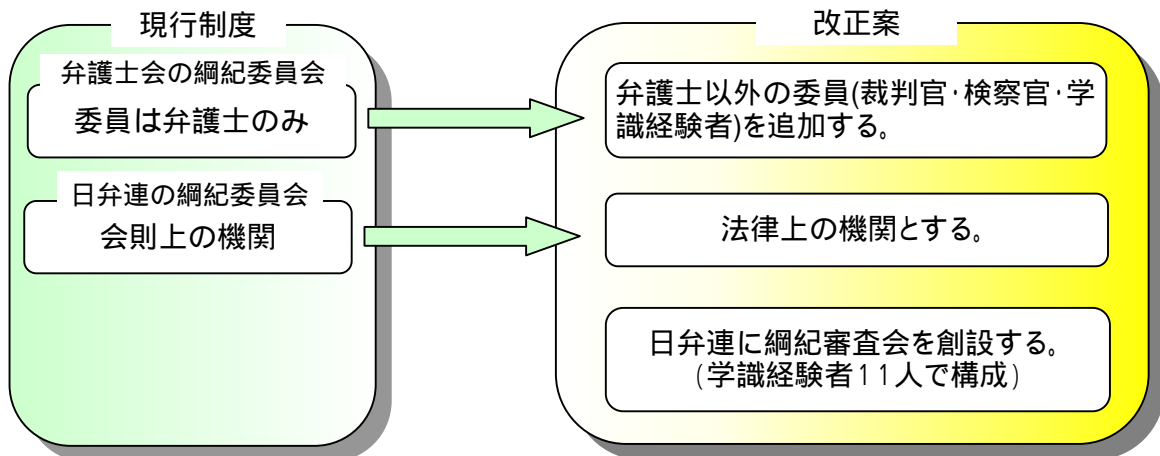 現行制度
弁護士会の綱紀委員会
委員は弁護士のみ
日弁連の綱紀委員会
会則上の機関
改正案
弁護士以外の委員(裁判官･検察官･学
識経験者)を追加する。
法律上の機関とする。
日弁連に綱紀審査会を創設する。
(学識経験者11人で構成)